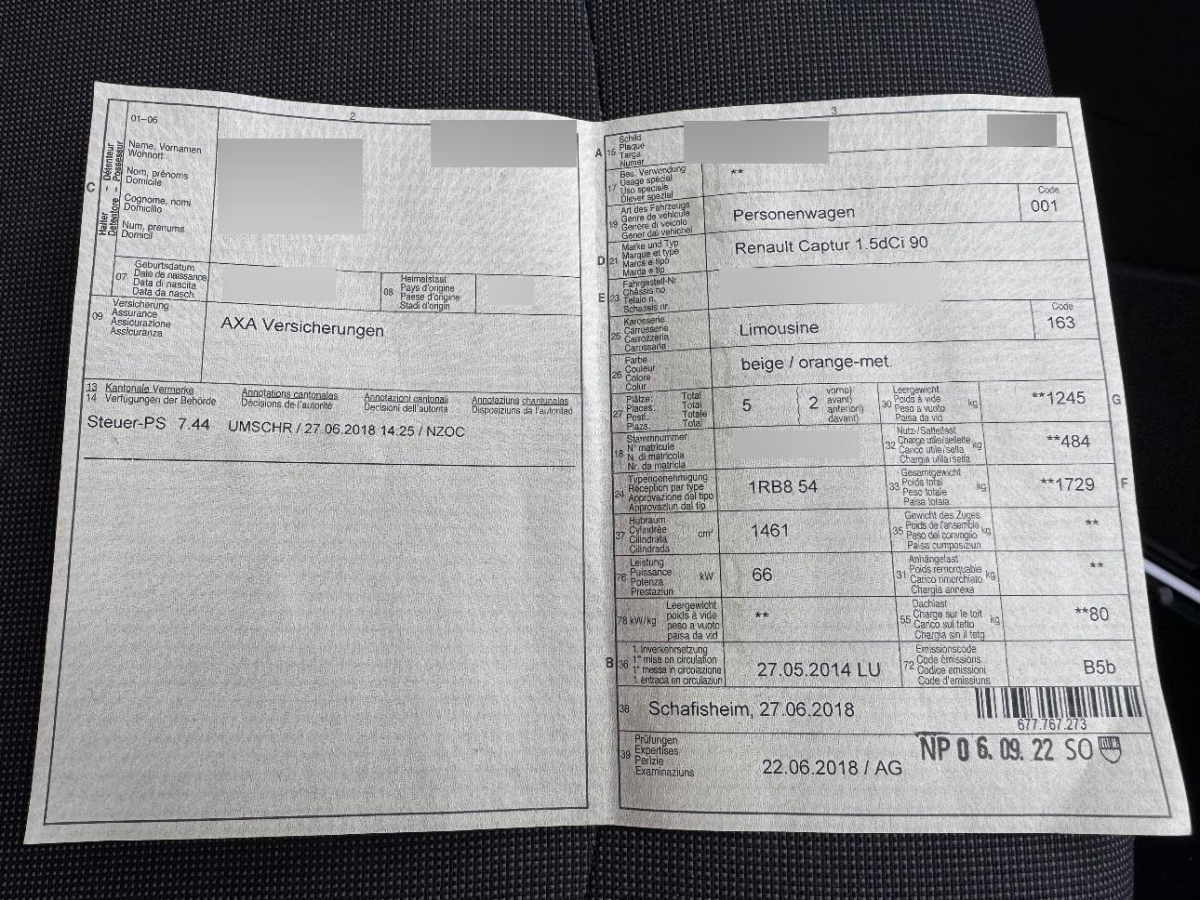 2
01–06
Halter - Détenteur
Detentore - Possessur
C
Name, Vornamen
Wohnort
Nom, prénoms
Domicile
Cognome, nomi
Domicilio
Num, prenums
Domicil
07
Geburtsdatum
Date de naissance
Data di nascita
Data da nasch.
08
Heimatstaat
Pays d'origine
Paese d'origine
Stadi d'origin
09
Versicherung
Assurance
Assicurazione
Assicuranza
AXA Versicherungen
13 Kantonale Vermerke Annotations cantonales Annotazioni cantonali Annotaziuns chantunalas
14 Verfügungen der Behörde Décisions de l'autorité Decisioni dell'autorità Disposiziuns da l'autoritad
Steuer-PS 7.44 UMSCHR / 27.06.2018 14:25 / NZOC
3
A 15
Schild
Plaque
Targa
Numer
17
Bes. Verwendung
Usage spécial
Uso speciale
Diever spezial
**
19
Art des Fahrzeugs
Genre de véhicule
Genere di veicolo
Gener dal vehichel
Personenwagen
Code
001
D 21
Marke und Typ
Marque et type
Marca e tipo
Marca e tip
Renault Captur 1.5dCi 90
E 23
Fahrgestell-Nr
Châssis no
Telaio n.
Schassis nr.
25
Karosserie
Carrosserie
Carrozzeria
Carossaria
Limousine
Code
163
26
Farbe
Couleur
Colore
Colur
beige / orange-met.
27
Plätze: Total
Places: Total
Posti: Totale
Plazs: Total
5
2
vorne)
avant)
anteriori)
davant)
30
Leergewicht
Poids à vide
Peso a vuoto
Paisa da vid
kg
**1245
G
18
Stammnummer
N° matricule
N. di matricola
Nr. da matricla
32
Nutz-/Sattellast
Charge utile/sellette
Carico utile/sella
Chargia utila/sella
kg
**484
24
Typengenehmigung
Réception par type
Approvazione del tipo
Approvaziun dal tip
1RB8 54
33
Gesamtgewicht
Poids total
Peso totale
Paisa totala
kg
**1729
F
37
Hubraum
Cylindrée
Cilindrata
Cilindrada
cm³
1461
35
Gewicht des Zuges
Poids de l'ensemble
Peso del convoglio
Paisa cumposiziun
kg
**
76
Leistung
Puissance
Potenza
Prestaziun
kW
66
31
Anhängelast
Poids remorquable
Carico rimorchiato
Chargia annexa
kg
**
78 kW/kg
Leergewicht
poids à vide
peso a vuoto
paisa da vid
**
55
Dachlast
Charge sur le toit
Carico sul tetto
Chargia sin il tetg
kg
**80
B 36
1. Inverkehrsetzung
1re mise en circulation
1a messa in circolazione
1. entrada en circulaziun
27.05.2014 LU
72
Emissionscode
Code émissions
Codice emissioni
Code d'emissiuns
B5b
38
Schafisheim, 27.06.2018
677.767.273
39
Prüfungen
Expertises
Perizie
Examinaziuns
22.06.2018 / AG
NP 0 6. 09. 22 SO